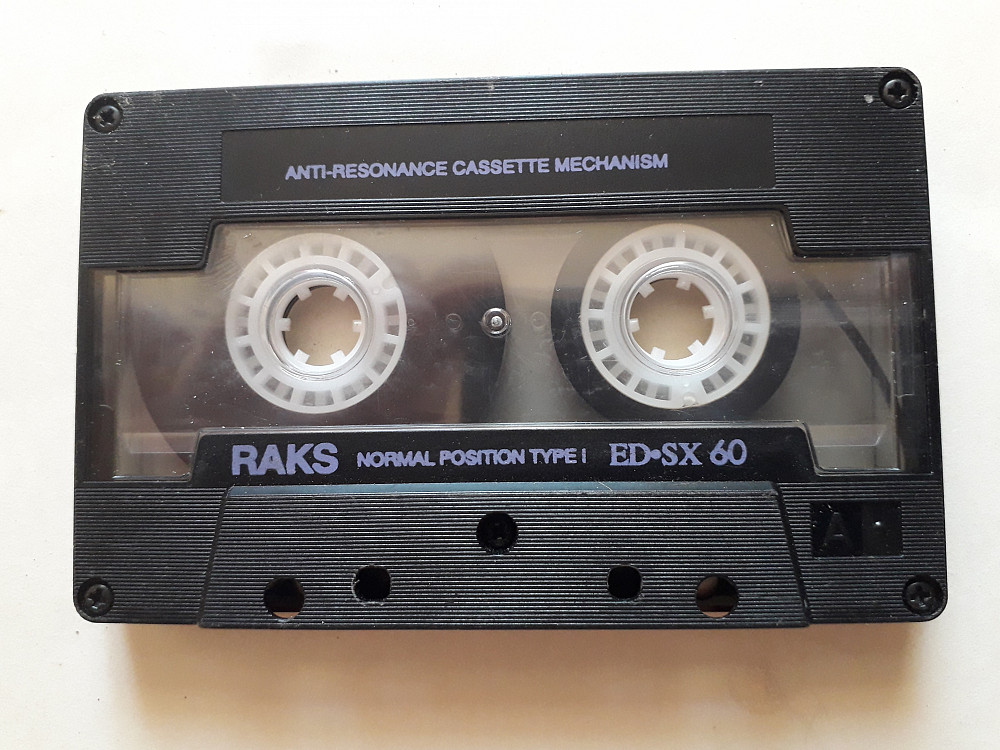 ANTI-RESONANCE CASSETTE MECHANISM
RAKS NORMAL POSITION TYPE I ED•SX 60
A